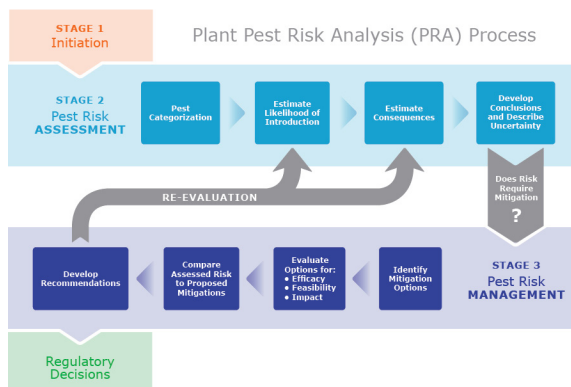 STAGE 1
Initiation
Plant Pest Risk Analysis (PRA) Process
STAGE 2
Pest Risk
ASSESSMENT
Pest
Categorization
Estimate
Likelihood of
Introduction
Estimate
Consequences
Develop
Conclusions
and Describe
Uncertainty
RE-EVALUATION
Does Risk
Require
Mitigation
?
Develop
Recommendations
Compare
Assessed Risk
to Proposed
Mitigations
Evaluate
Options for:
• Efficacy
• Feasibility
• Impact
Identify
Mitigation
Options
STAGE 3
Pest Risk
MANAGEMENT
Regulatory
Decisions